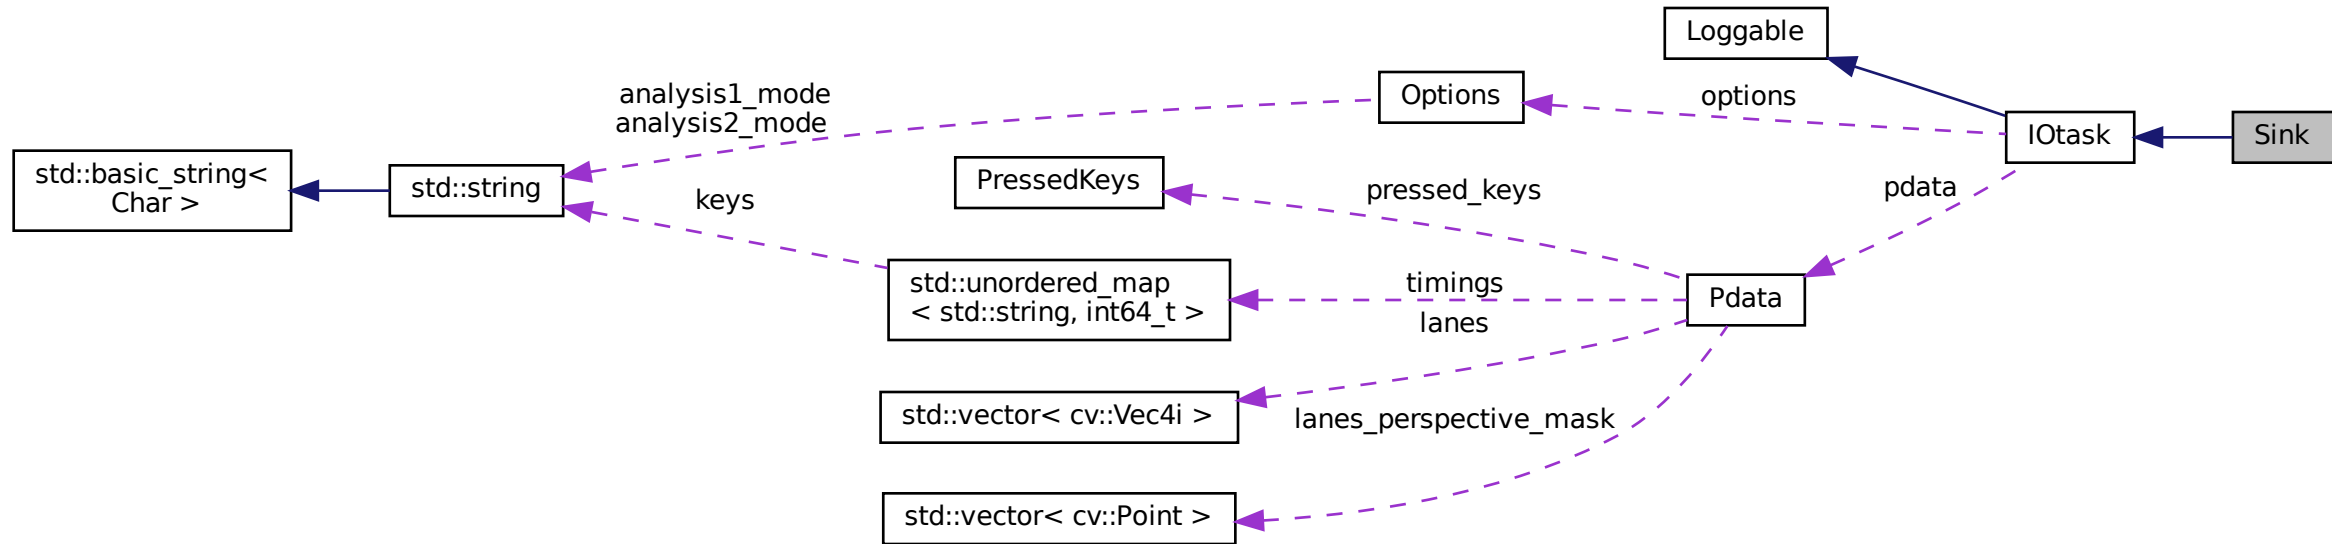 Loggable
analysis1_mode
analysis2_mode
Options
options
IOtask
Sink
std::basic_string<
Char >
std::string
keys
PressedKeys
pressed_keys
pdata
std::unordered_map
< std::string, int64_t >
timings
lanes
Pdata
std::vector< cv::Vec4i >
lanes_perspective_mask
std::vector< cv::Point >